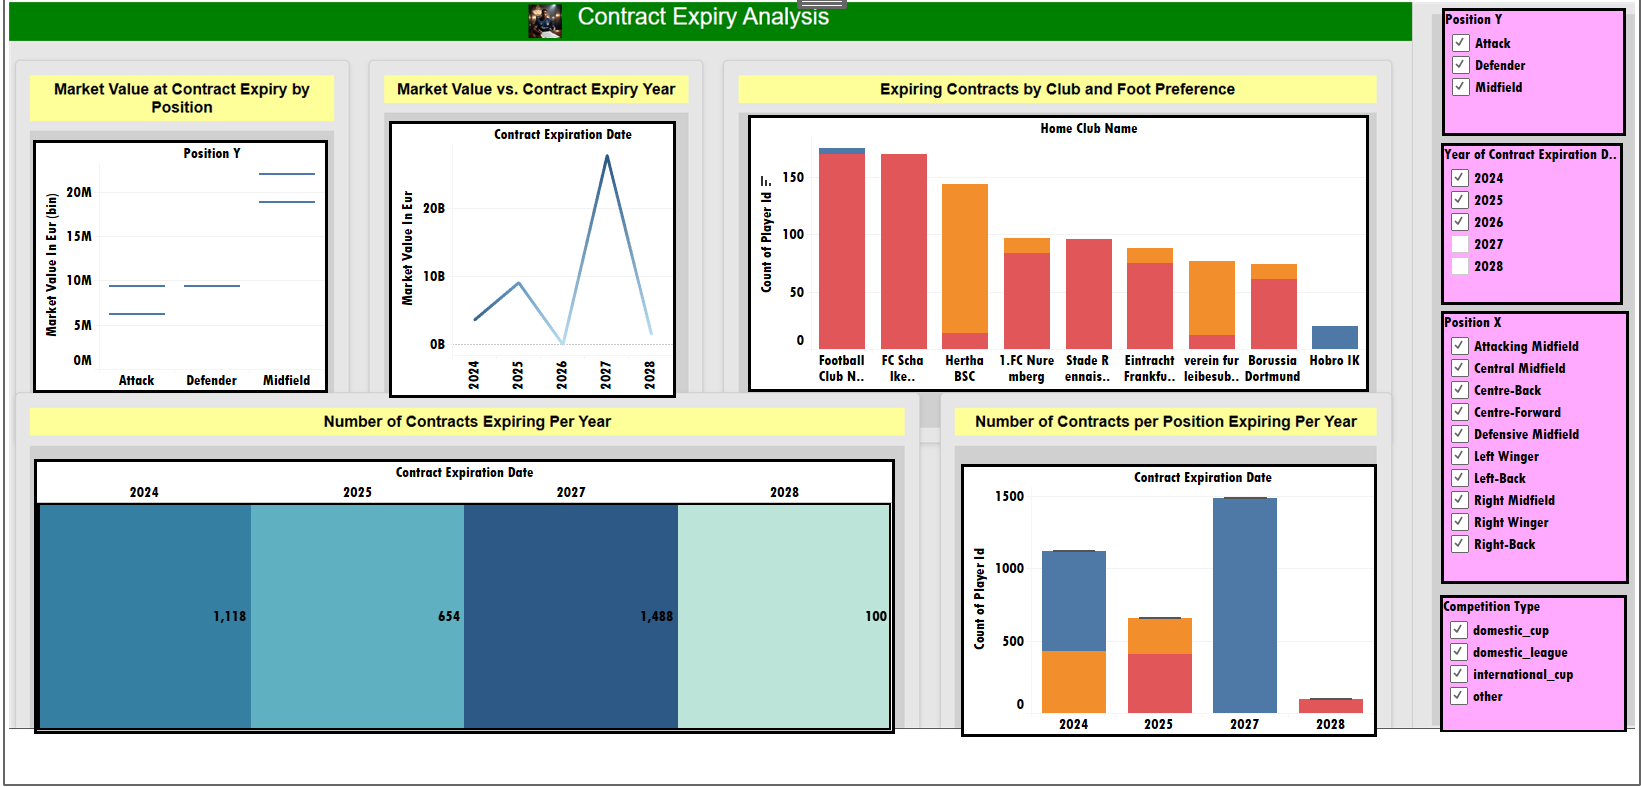 Contract Expiry Analysis
Market Value at Contract Expiry by
Position
Position Y
Market Value In Eur (bin)
20M
15M
10M
5M
0M
Attack Defender Midfield
Market Value vs. Contract Expiry Year
Contract Expiration Date
Market Value In Eur
20B
10B
0B
2024 2025 2026 2027 2028
Expiring Contracts by Club and Foot Preference
Home Club Name
Count of Player Id
150
100
50
0
Football
Club N..
FC Scha
lke..
Hertha
BSC
1.FC Nure
mberg
Stade R
ennais..
Eintracht
Frankfu..
verein fur
leibesub..
Borussia
Dortmund
Hobro IK
Number of Contracts Expiring Per Year
Contract Expiration Date
2024 2025 2027 2028
1,118 654 1,488 100
Number of Contracts per Position Expiring Per Year
Contract Expiration Date
Count of Player Id
1500
1000
500
0
2024 2025 2027 2028
Position Y
Attack
Defender
Midfield
Year of Contract Expiration D..
2024
2025
2026
2027
2028
Position X
Attacking Midfield
Central Midfield
Centre-Back
Centre-Forward
Defensive Midfield
Left Winger
Left-Back
Right Midfield
Right Winger
Right-Back
Competition Type
domestic_cup
domestic_league
international_cup
other